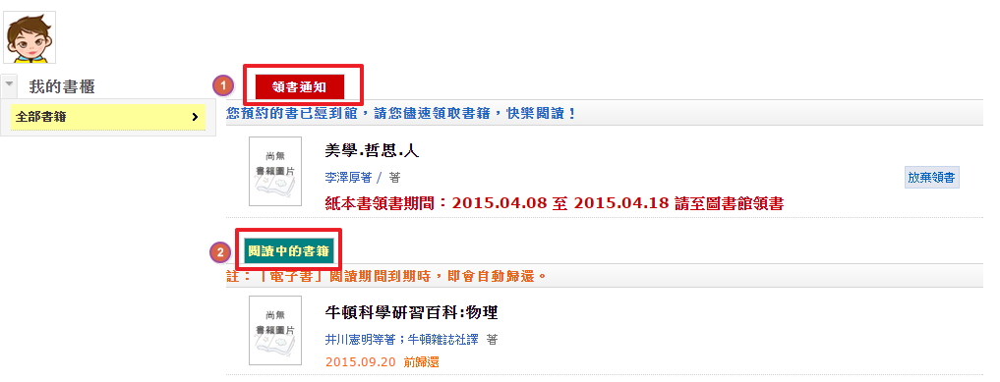 我的書櫃
全部書籍
1
領書通知
您預約的書已經到館，請您儘速領取書籍，快樂閱讀！
尚無
書籍圖片
美學.哲思.人
李澤厚著 / 著
放棄領書
紙本書領書期間：2015.04.08 至 2015.04.18 請至圖書館領書
2
閱讀中的書籍
註：「電子書」閱讀期間到期時，即會自動歸還。
尚無
書籍圖片
牛頓科學研習百科:物理
井川憲明等著；牛頓雜誌社譯 著
2015.09.20 前歸還